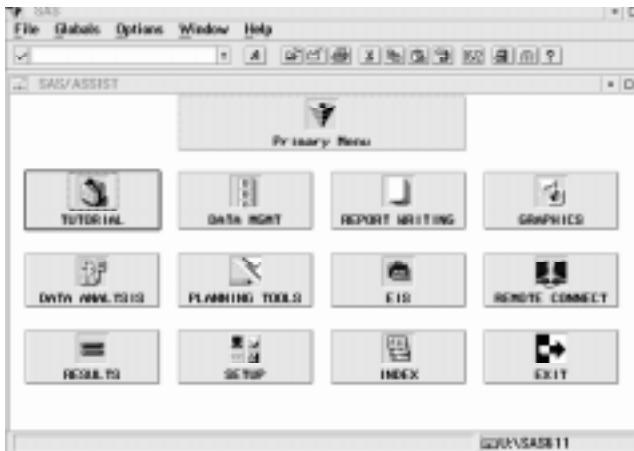 SAS
File Globals Options Window Help
SAS/ASSIST
Primary Menu
TUTORIAL DATA MGMT REPORT WRITING GRAPHICS
DATA ANALYSIS PLANNING TOOLS EIS REMOTE CONNECT
RESULTS SETUP INDEX EXIT
U:\SAS611